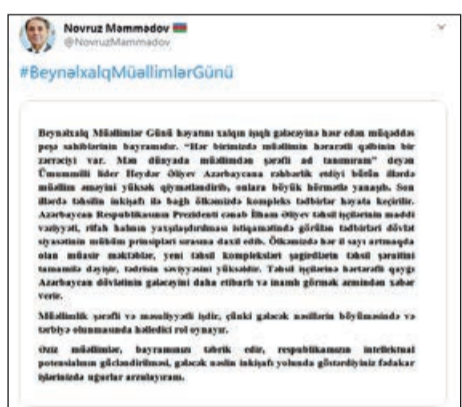 Novruz Məmmədov
@NovruzMammadov
#BeynəlxalqMüəllimlərGünü
Beynəlxalq Müəllimlər Günü həyatını xalqın işıqlı gələcəyinə həsr edən müqəddəs
peşə sahiblərinin bayramıdır. “Hər birimizdə müəllimin hərarətli qəlbinin bir
zərrəciyi var. Mən dünyada müəllimdən şərəfli ad tanımıram” deyən
Ümummilli lider Heydər Əliyev Azərbaycana rəhbərlik etdiyi bütün illərdə
müəllim əməyini yüksək qiymətləndirib, onlara böyük hörmətlə yanaşıb. Son
illərdə təhsilin inkişafı ilə bağlı ölkəmizdə kompleks tədbirlər həyata keçirilir.
Azərbaycan Respublikasının Prezidenti cənab İlham Əliyev təhsil işçilərinin maddi
vəziyyəti, rifah halının yaxşılaşdırılması istiqamətində görülən tədbirləri dövlət
siyasətinin mühüm prinsipləri sırasına daxil edib. Ölkəmizdə hər il sayı artmaqda
olan müasir məktəblər, yeni təhsil kompleksləri şagirdlərin təhsil şəraitini
tamamilə dəyişir, tədrisin səviyyəsini yüksəldir. Təhsil işçilərinə hərtərəfli qayğı
Azərbaycan dövlətinin gələcəyini daha etibarlı və inamlı görmək əzmindən xəbər
verir.
Müəllimlik şərəfli və məsuliyyətli işdir, çünki gələcək nəsillərin böyüməsində və
tərbiyə olunmasında həlledici rol oynayır.
Əziz müəllimlər, bayramınızı təbrik edir, respublikamızın intellektual
potensialının gücləndirilməsi, gələcək nəslin inkişafı yolunda göstərdiyiniz fədakar
işlərinizdə uğurlar arzulayıram.